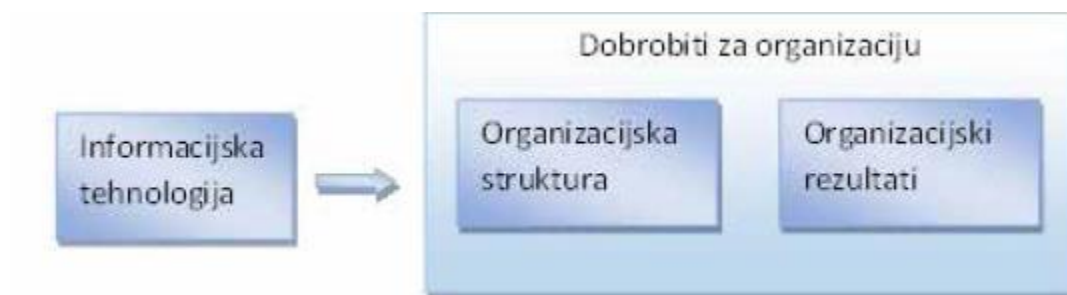 Dobrobiti za organizaciju
Informacijska
tehnologija
Organizacijska
struktura
Organizacijski
rezultati